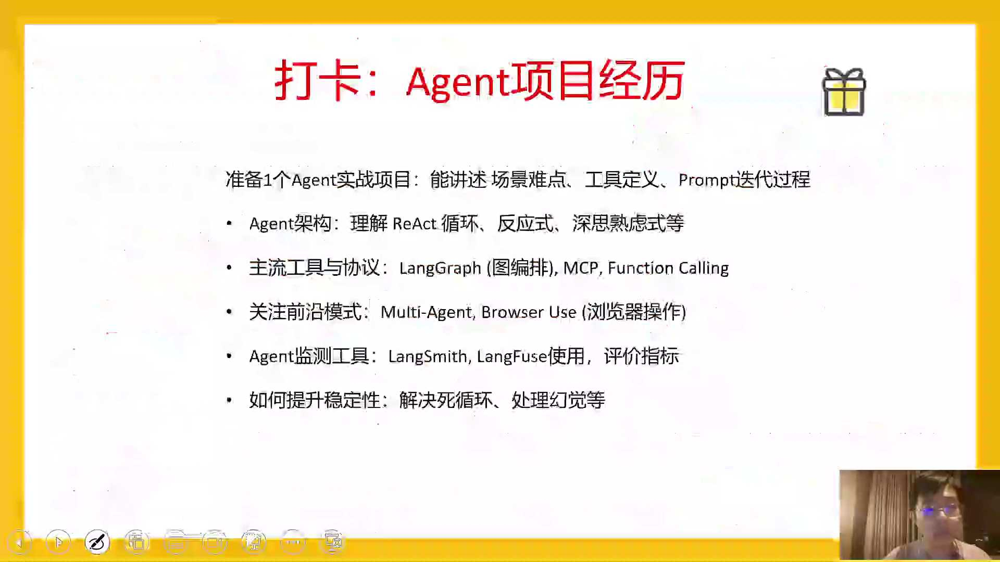 打卡：Agent项目经历
准备1个Agent实战项目：能讲述 场景难点、工具定义、Prompt迭代过程
• Agent架构：理解 ReAct 循环、反应式、深思熟虑式等
• 主流工具与协议：LangGraph (图编排), MCP, Function Calling
• 关注前沿模式：Multi-Agent, Browser Use (浏览器操作)
• Agent监测工具：LangSmith, LangFuse使用，评价指标
• 如何提升稳定性：解决死循环、处理幻觉等